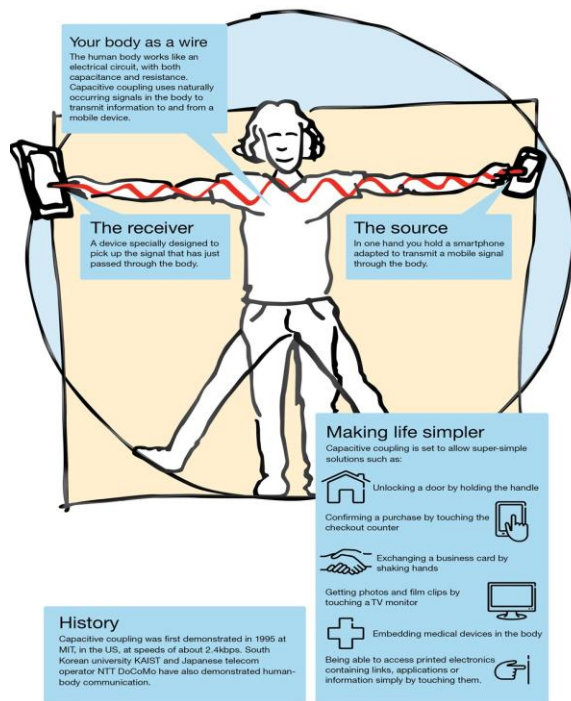 Your body as a wire
The human body works like an
electrical circuit, with both
capacitance and resistance.
Capacitive coupling uses naturally
occurring signals in the body to
transmit information to and from a
mobile device.
The receiver
A device specially designed to
pick up the signal that has just
passed through the body.
The source
In one hand you hold a smartphone
adapted to transmit a mobile signal
through the body.
Making life simpler
Capacitive coupling is set to allow super-simple
solutions such as:
Unlocking a door by holding the handle
Confirming a purchase by touching the
checkout counter
Exchanging a business card by
shaking hands
Getting photos and film clips by
touching a TV monitor
Embedding medical devices in the body
Being able to access printed electronics
containing links, applications or
information simply by touching them.
History
Capacitive coupling was first demonstrated in 1995 at
MIT, in the US, at speeds of about 2.4kbps. South
Korean university KAIST and Japanese telecom
operator NTT DoCoMo have also demonstrated human-
body communication.